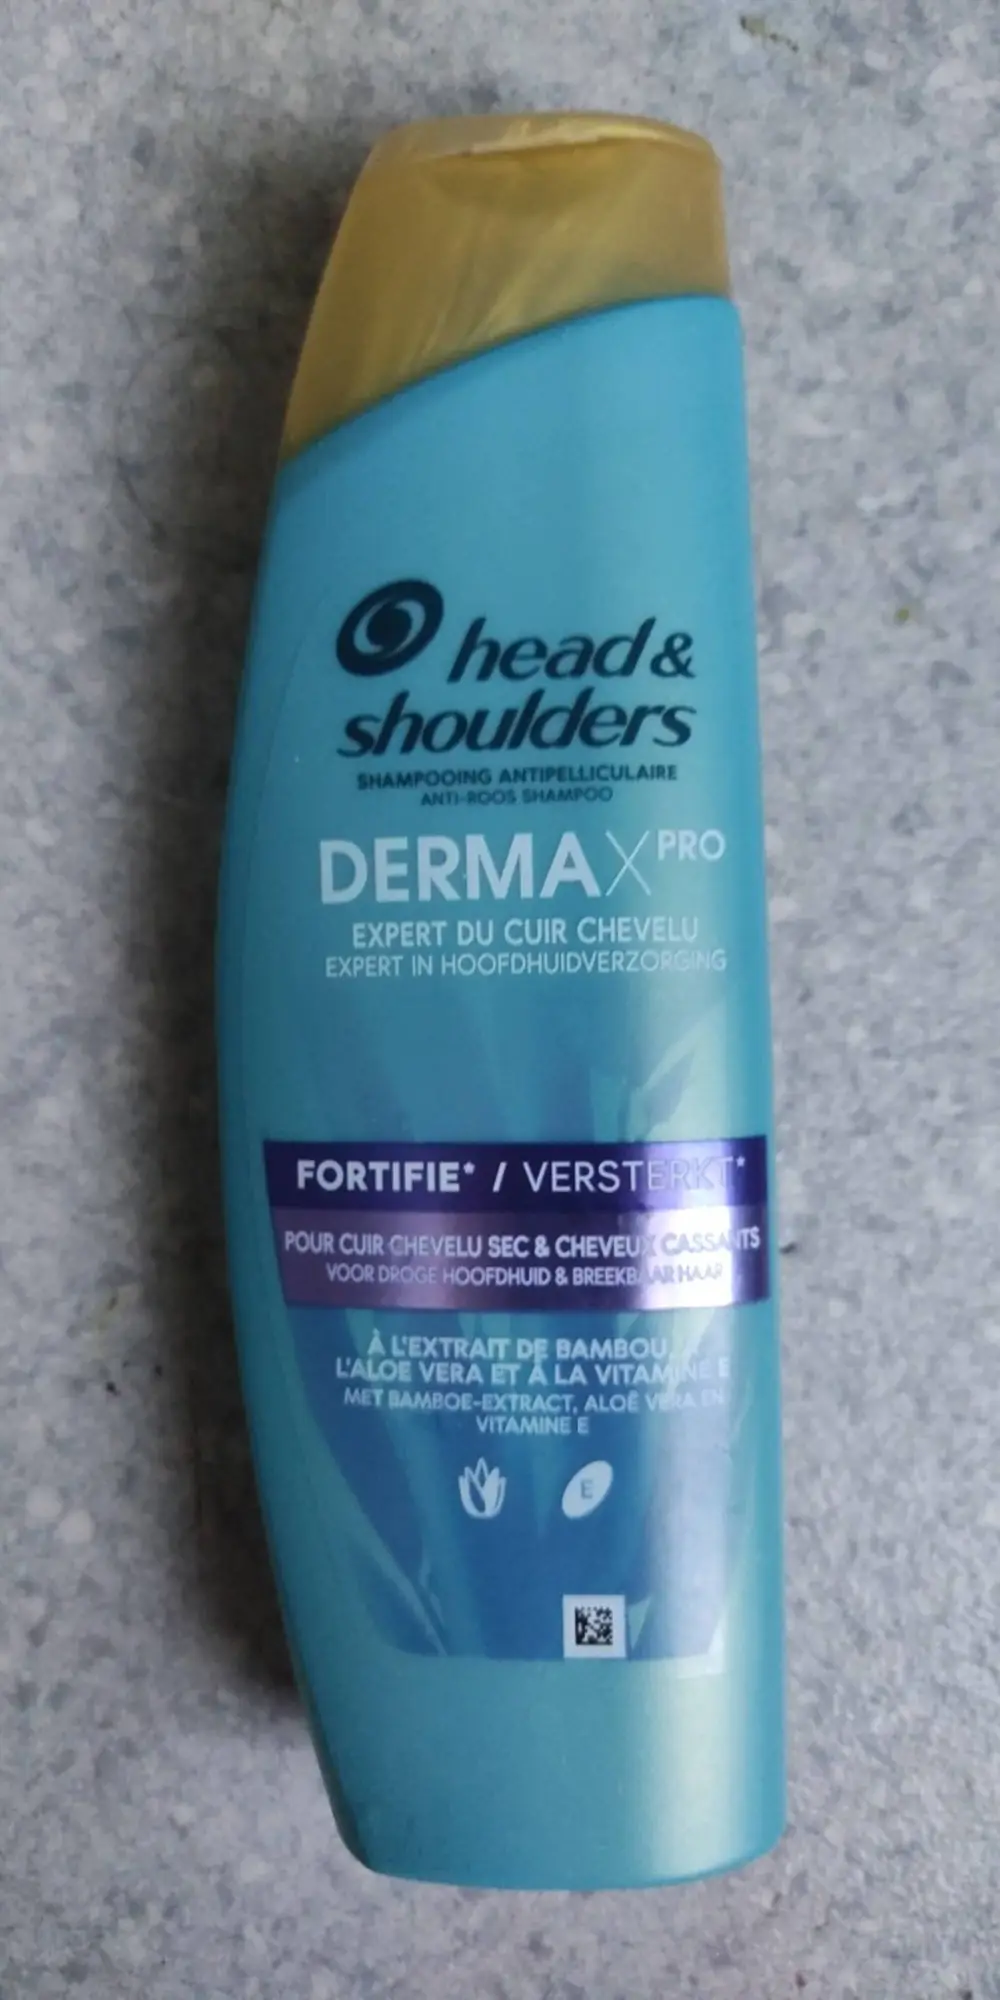 head &
shoulders
SHAMPOOING ANTIPELLICULAIRE
ANTI-ROOS SHAMPOO
DERMAXPRO
EXPERT DU CUIR CHEVELU
EXPERT IN HOOFDHUIDVERZORGING
FORTIFIE* / VERSTERKT*
POUR CUIR CHEVELU SEC & CHEVEUX CASSANTS
VOOR DROGE HOOFDHUID & BREEKBAAR HAAR
À L'EXTRAIT DE BAMBOU, À
L'ALOE VERA ET À LA VITAMINE E
MET BAMBOE-EXTRACT, ALOË VERA EN
VITAMINE E
E